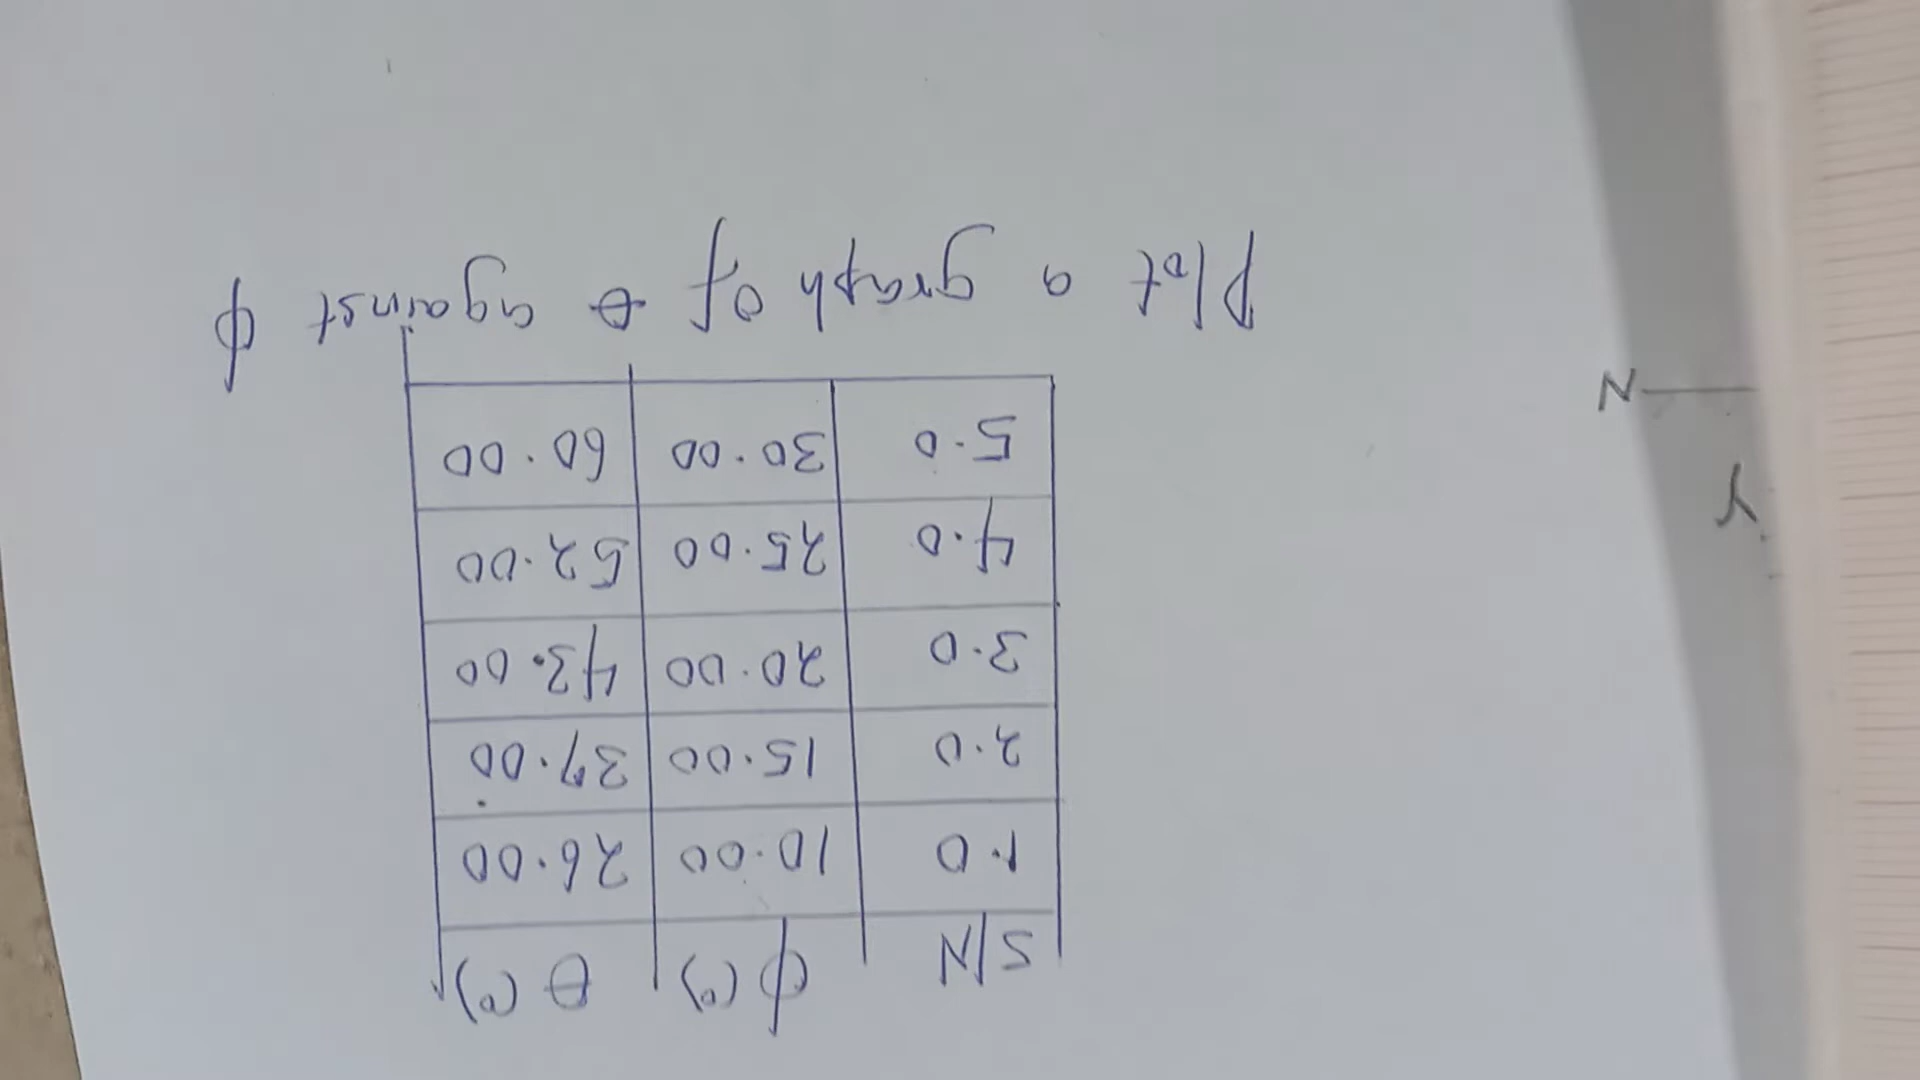 S/N φ(°) θ(°)
1.0 10.00 26.00
2.0 15.00 37.00
3.0 20.00 43.00
4.0 25.00 52.00
5.0 30.00 60.00
Plot a graph of θ against φ
N
Y